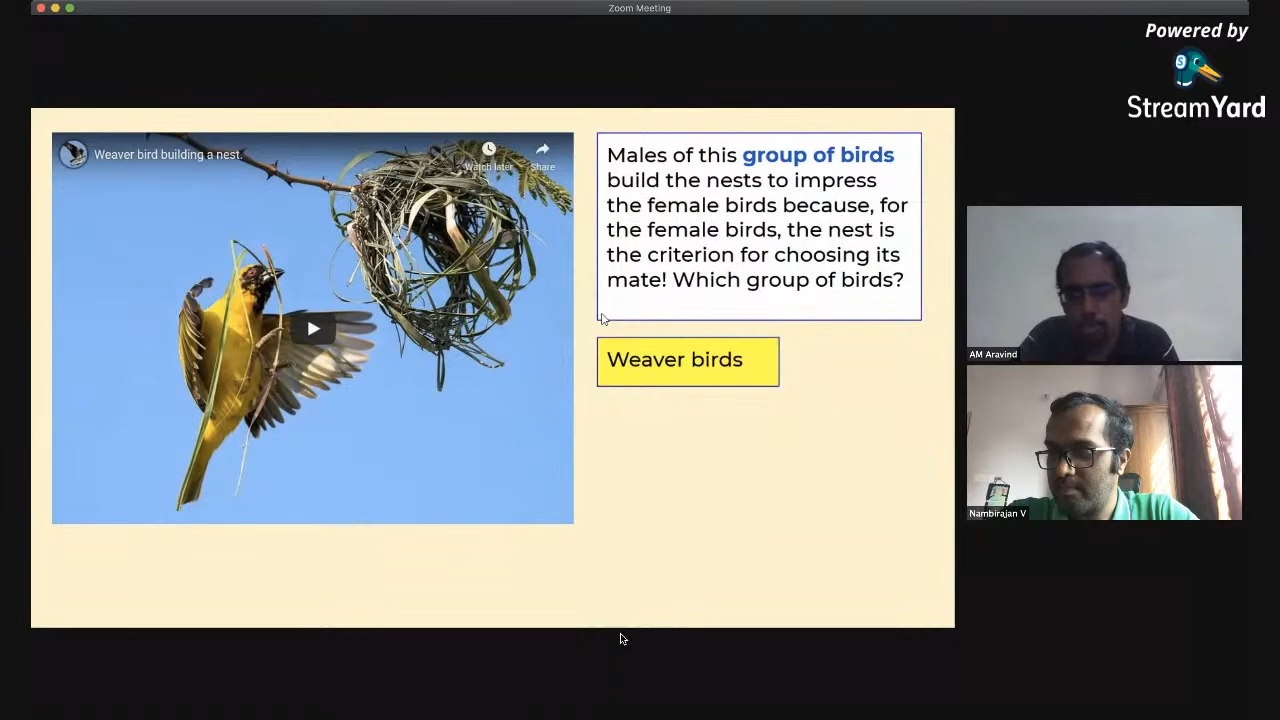 Zoom Meeting
Powered by
StreamYard
Weaver bird building a nest.
Watch later
Share
Males of this group of birds
build the nests to impress
the female birds because, for
the female birds, the nest is
the criterion for choosing its
mate! Which group of birds?
Weaver birds
AM Aravind
Nambirajan V